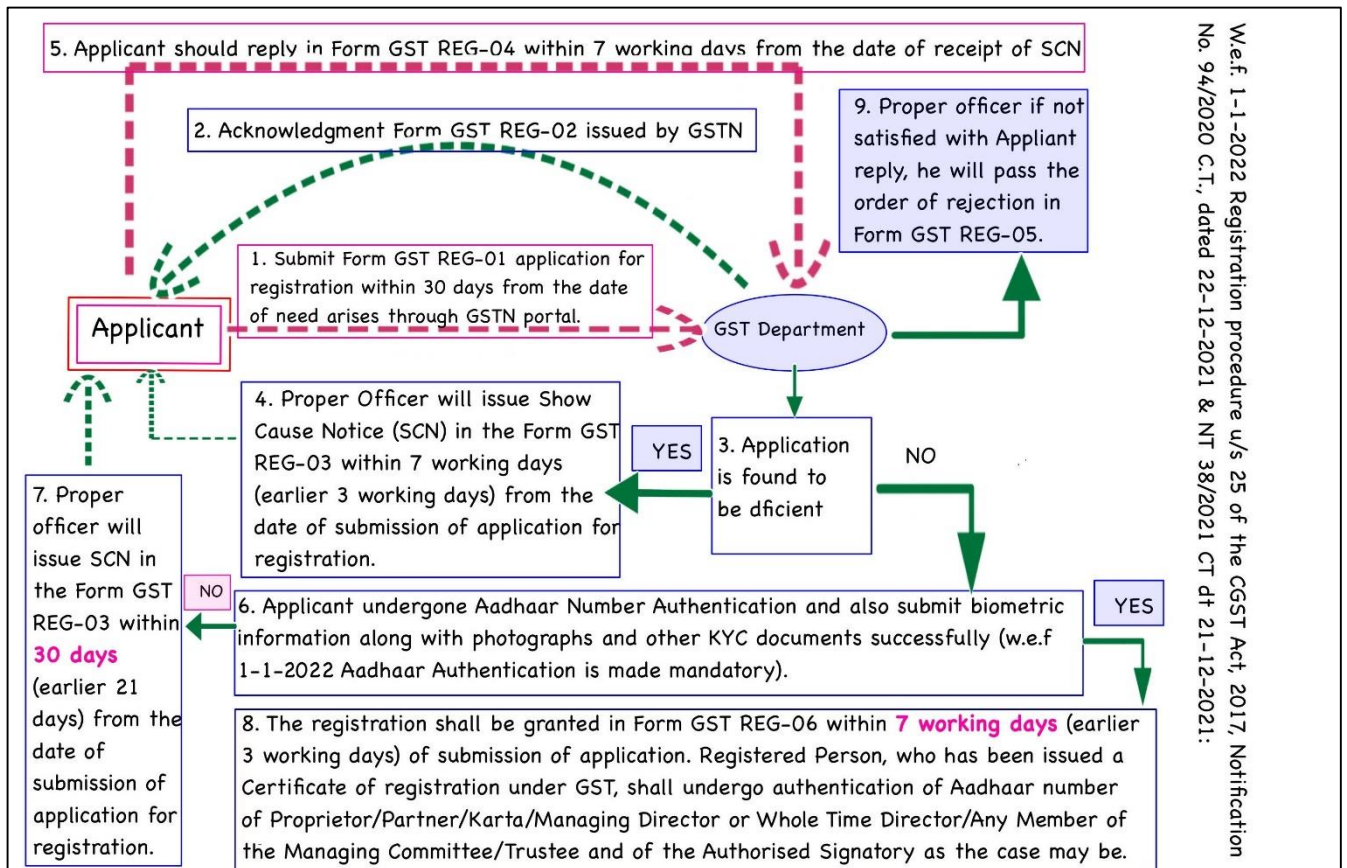 5. Applicant should reply in Form GST REG-04 within 7 working days from the date of receipt of SCN
2. Acknowledgment Form GST REG-02 issued by GSTN
9. Proper officer if not
satisfied with Appliant
reply, he will pass the
order of rejection in
Form GST REG-05.
1. Submit Form GST REG-01 application for
registration within 30 days from the date
of need arises through GSTN portal.
Applicant
GST Department
4. Proper Officer will issue Show
Cause Notice (SCN) in the Form GST
REG-03 within 7 working days
(earlier 3 working days) from the
date of submission of application for
registration.
YES
3. Application
is found to
be dficient
NO
7. Proper
officer will
issue SCN in
the Form GST
REG-03 within
30 days
(earlier 21
days) from the
date of
submission of
application for
registration.
NO
6. Applicant undergone Aadhaar Number Authentication and also submit biometric
information along with photographs and other KYC documents successfully (w.e.f
1-1-2022 Aadhaar Authentication is made mandatory).
YES
8. The registration shall be granted in Form GST REG-06 within 7 working days (earlier
3 working days) of submission of application. Registered Person, who has been issued a
Certificate of registration under GST, shall undergo authentication of Aadhaar number
of Proprietor/Partner/Karta/Managing Director or Whole Time Director/Any Member of
the Managing Committee/Trustee and of the Authorised Signatory as the case may be.
W.e.f. 1-1-2022 Registration procedure u/s 25 of the CGST Act, 2017, Notification
No. 94/2020 C.T., dated 22-12-2021 & NT 38/2021 CT dt 21-12-2021: